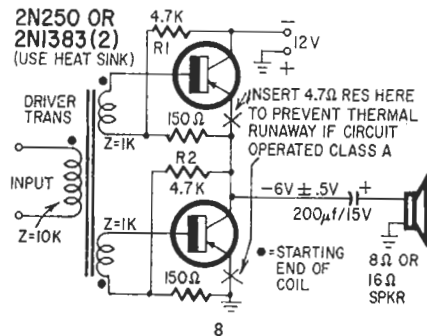 2N250 OR
2N1383(2)
(USE HEAT SINK)
4.7K
R1
−
12V
+
DRIVER
TRANS
INSERT 4.7Ω RES HERE
TO PREVENT THERMAL
RUNAWAY IF CIRCUIT
OPERATED CLASS A
150Ω
Z=1K
R2
4.7K
INPUT
Z=10K
Z=1K
−6V ± .5V
+
200µf/15V
●=STARTING
END OF
COIL
150Ω
8Ω OR
16Ω
SPKR
8